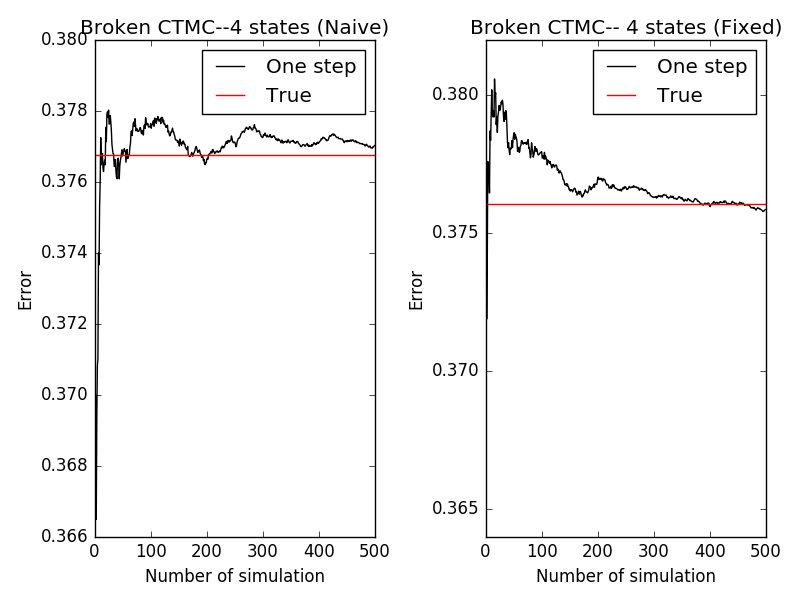 Broken CTMC--4 states (Naive)
0.380
0.378
0.376
0.374
0.372
0.370
0.368
0.366
Error
One step
True
0 100 200 300 400 500
Number of simulation
Broken CTMC-- 4 states (Fixed)
0.380
0.375
0.370
0.365
Error
One step
True
0 100 200 300 400 500
Number of simulation